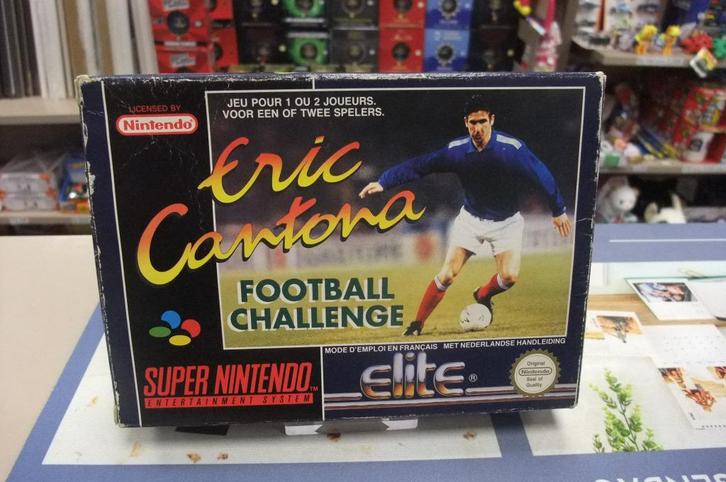 LICENSED BY
Nintendo®
JEU POUR 1 OU 2 JOUEURS.
VOOR EEN OF TWEE SPELERS.
Eric
Cantona
FOOTBALL
CHALLENGE
MODE D'EMPLOI EN FRANÇAIS MET NEDERLANDSE HANDLEIDING
SUPER NINTENDO™
ENTERTAINMENT SYSTEM
elite®
Original
Nintendo
Seal of
Quality